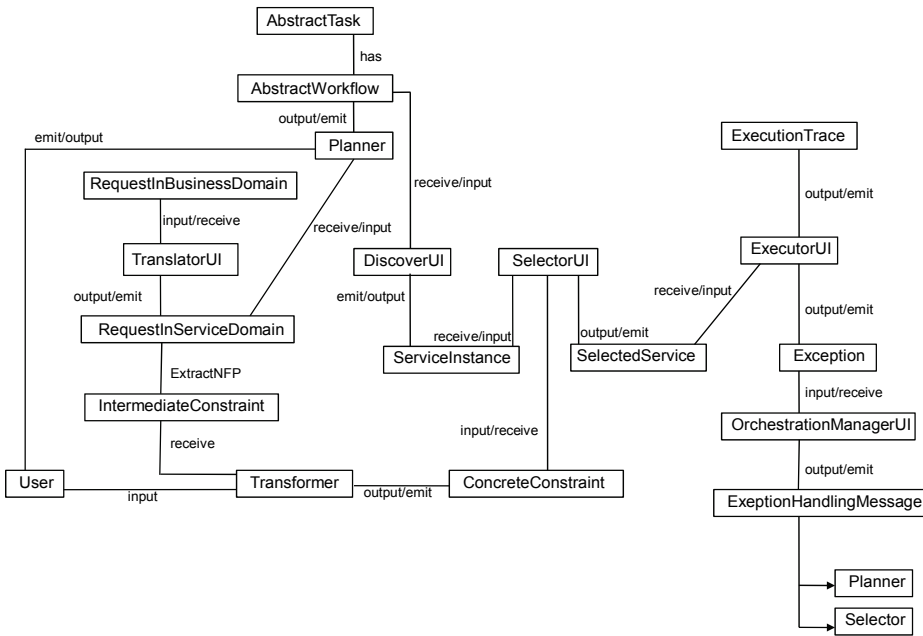 AbstractTask
has
AbstractWorkflow
output/emit
emit/output
Planner
ExecutionTrace
RequestInBusinessDomain
receive/input
output/emit
input/receive
receive/input
TranslatorUI
DiscoverUI
SelectorUI
ExecutorUI
output/emit
emit/output
receive/input
output/emit
RequestInServiceDomain
receive/input
output/emit
ServiceInstance
SelectedService
Exception
ExtractNFP
input/receive
IntermediateConstraint
OrchestrationManagerUI
receive
input/receive
output/emit
User
input
Transformer
output/emit
ConcreteConstraint
ExeptionHandlingMessage
Planner
Selector